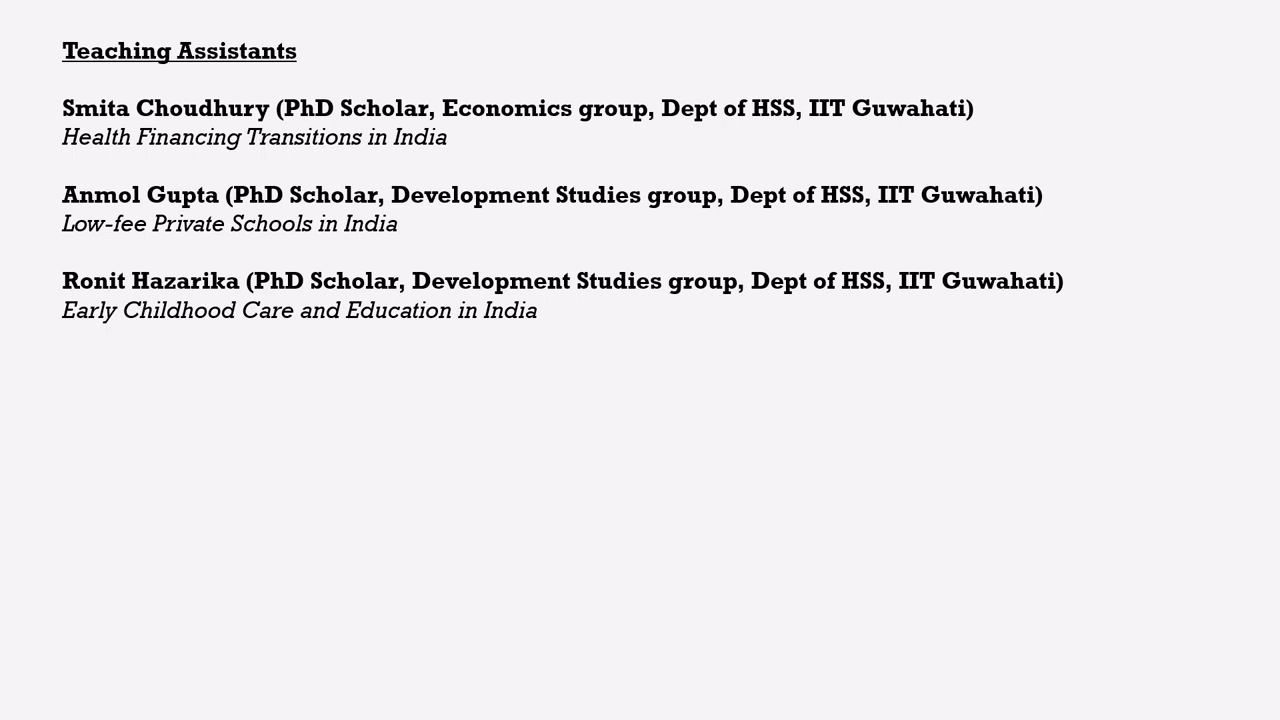 Teaching Assistants
Smita Choudhury (PhD Scholar, Economics group, Dept of HSS, IIT Guwahati)
Health Financing Transitions in India
Anmol Gupta (PhD Scholar, Development Studies group, Dept of HSS, IIT Guwahati)
Low-fee Private Schools in India
Ronit Hazarika (PhD Scholar, Development Studies group, Dept of HSS, IIT Guwahati)
Early Childhood Care and Education in India